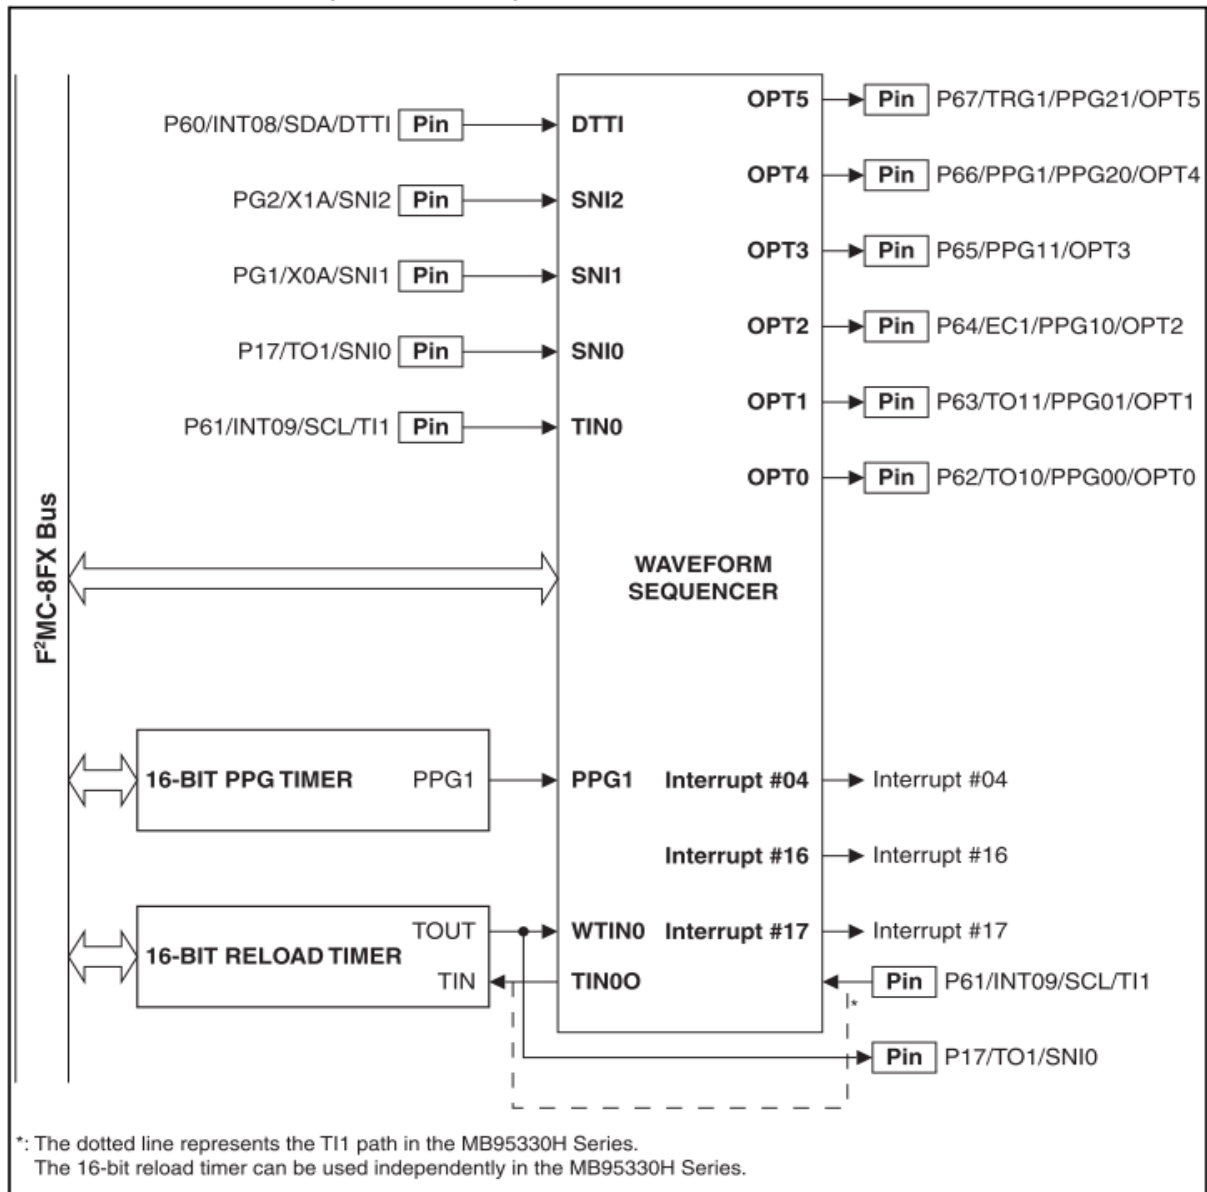 OPT5 Pin P67/TRG1/PPG21/OPT5
P60/INT08/SDA/DTTI Pin DTTI
OPT4 Pin P66/PPG1/PPG20/OPT4
PG2/X1A/SNI2 Pin SNI2
OPT3 Pin P65/PPG11/OPT3
PG1/X0A/SNI1 Pin SNI1
OPT2 Pin P64/EC1/PPG10/OPT2
P17/TO1/SNI0 Pin SNI0
OPT1 Pin P63/TO11/PPG01/OPT1
P61/INT09/SCL/TI1 Pin TIN0
OPT0 Pin P62/TO10/PPG00/OPT0
F²MC-8FX Bus
WAVEFORM
SEQUENCER
16-BIT PPG TIMER PPG1 PPG1 Interrupt #04 Interrupt #04
Interrupt #16 Interrupt #16
TOUT WTIN0 Interrupt #17 Interrupt #17
16-BIT RELOAD TIMER
TIN TIN0O Pin P61/INT09/SCL/TI1
*
Pin P17/TO1/SNI0
*: The dotted line represents the TI1 path in the MB95330H Series.
The 16-bit reload timer can be used independently in the MB95330H Series.